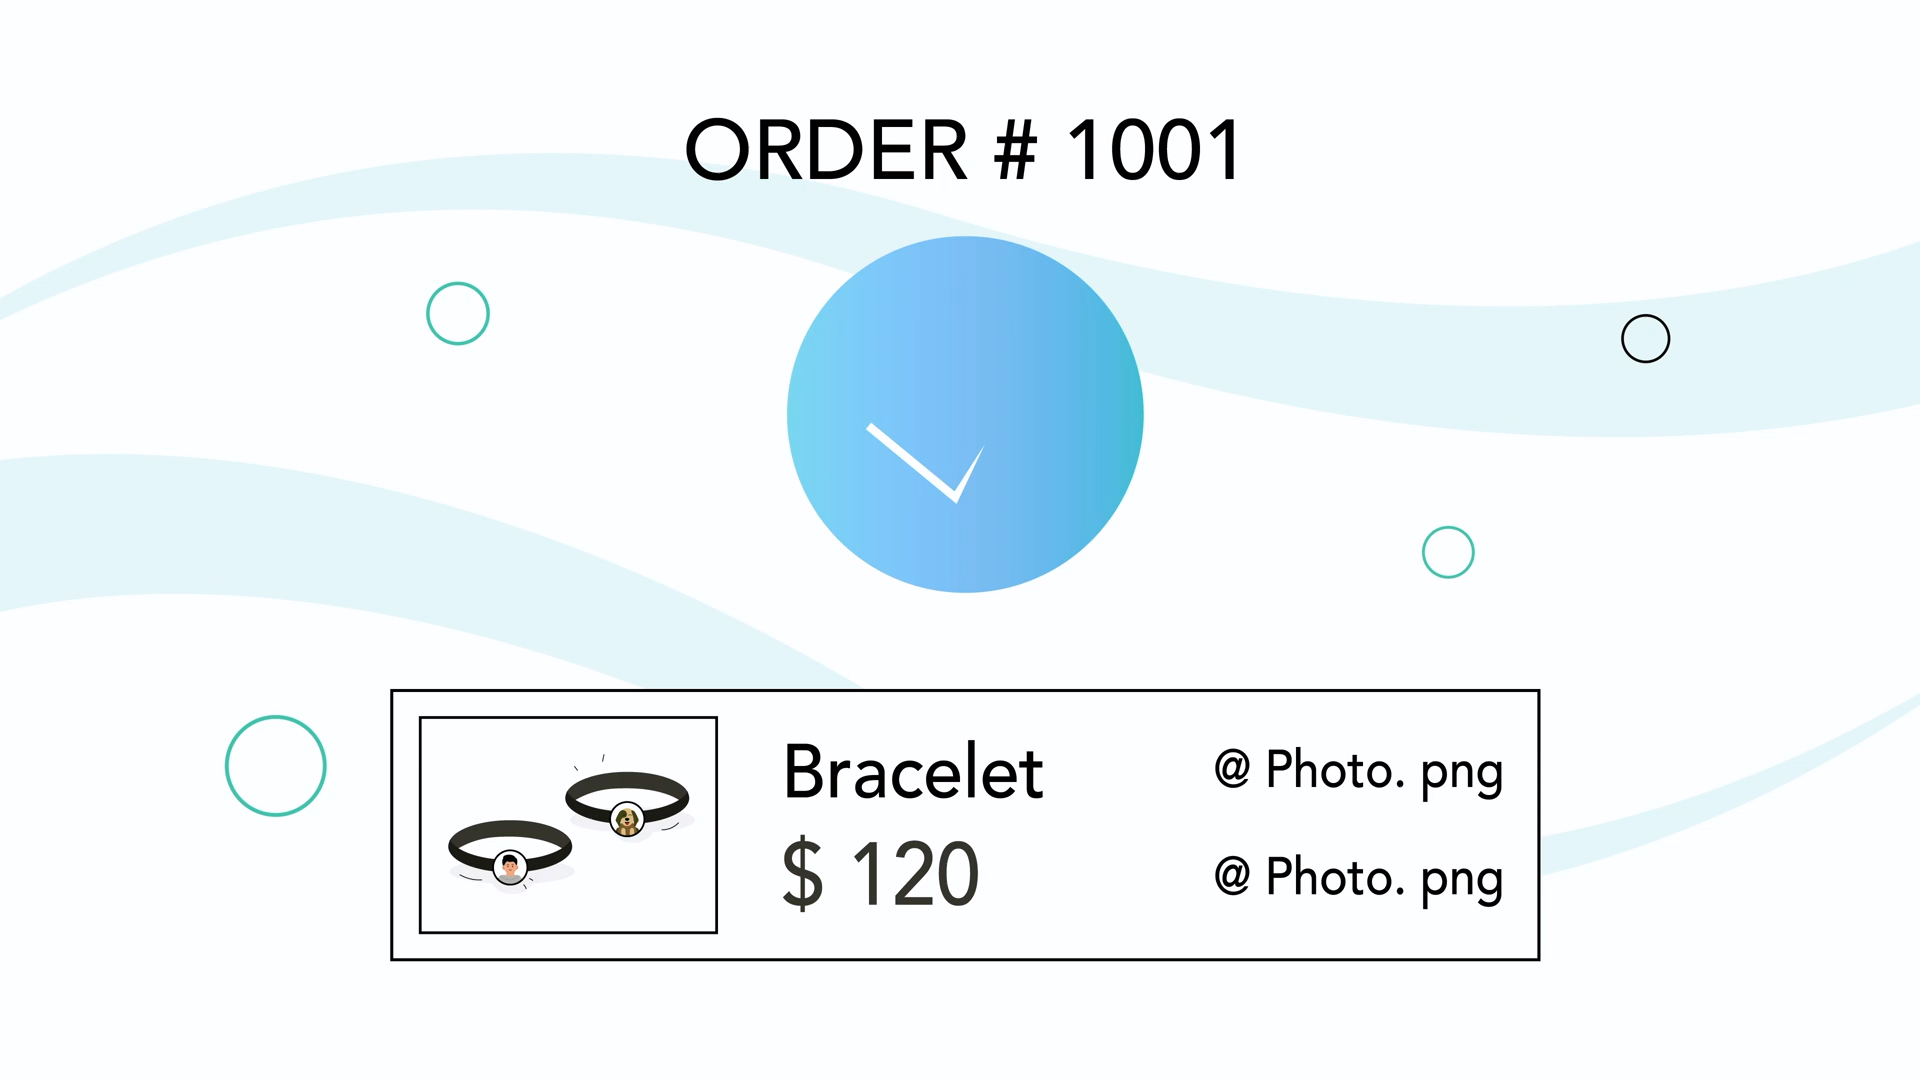 ORDER # 1001
Bracelet
$ 120
@ Photo. png
@ Photo. png